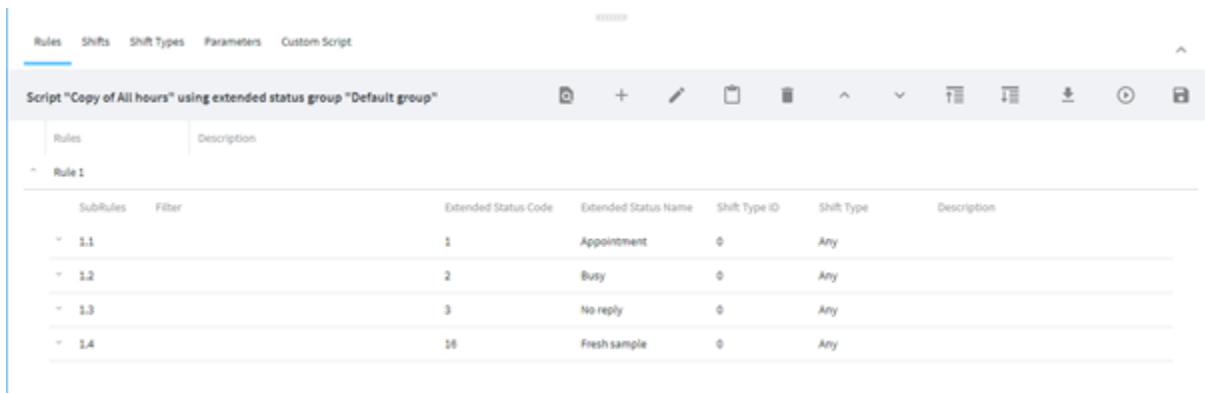 Rules Shifts Shift Types Parameters Custom Script
Script "Copy of All hours" using extended status group "Default group"
Rules Description
Rule 1
SubRules Filter Extended Status Code Extended Status Name Shift Type ID Shift Type Description
1.1 1 Appointment 0 Any
1.2 2 Busy 0 Any
1.3 3 No reply 0 Any
1.4 16 Fresh sample 0 Any